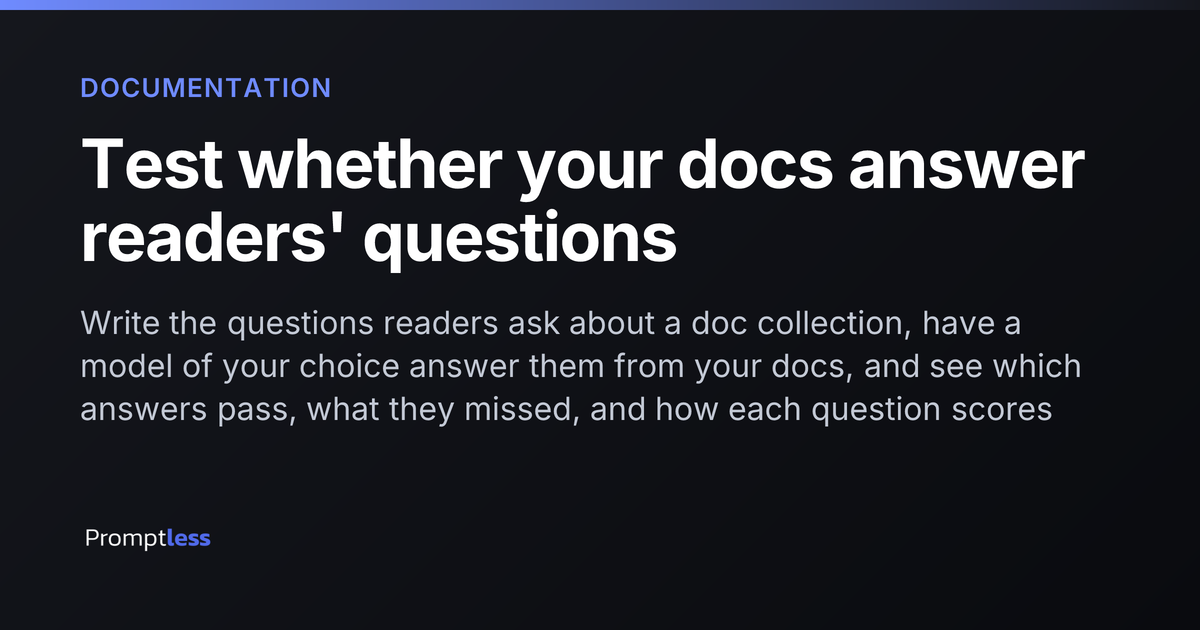 DOCUMENTATION
Test whether your docs answer
readers' questions
Write the questions readers ask about a doc collection, have a
model of your choice answer them from your docs, and see which
answers pass, what they missed, and how each question scores
Promptless